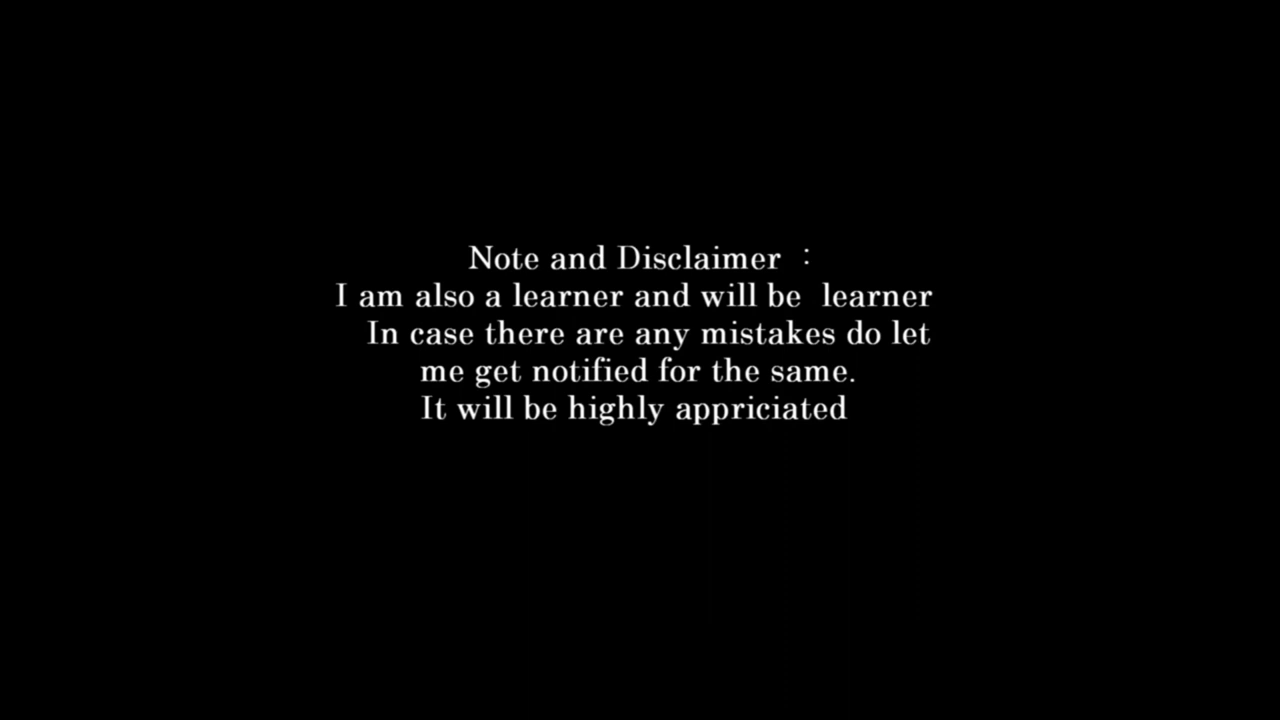 Note and Disclaimer :
I am also a learner and will be learner
In case there are any mistakes do let
me get notified for the same.
It will be highly appriciated